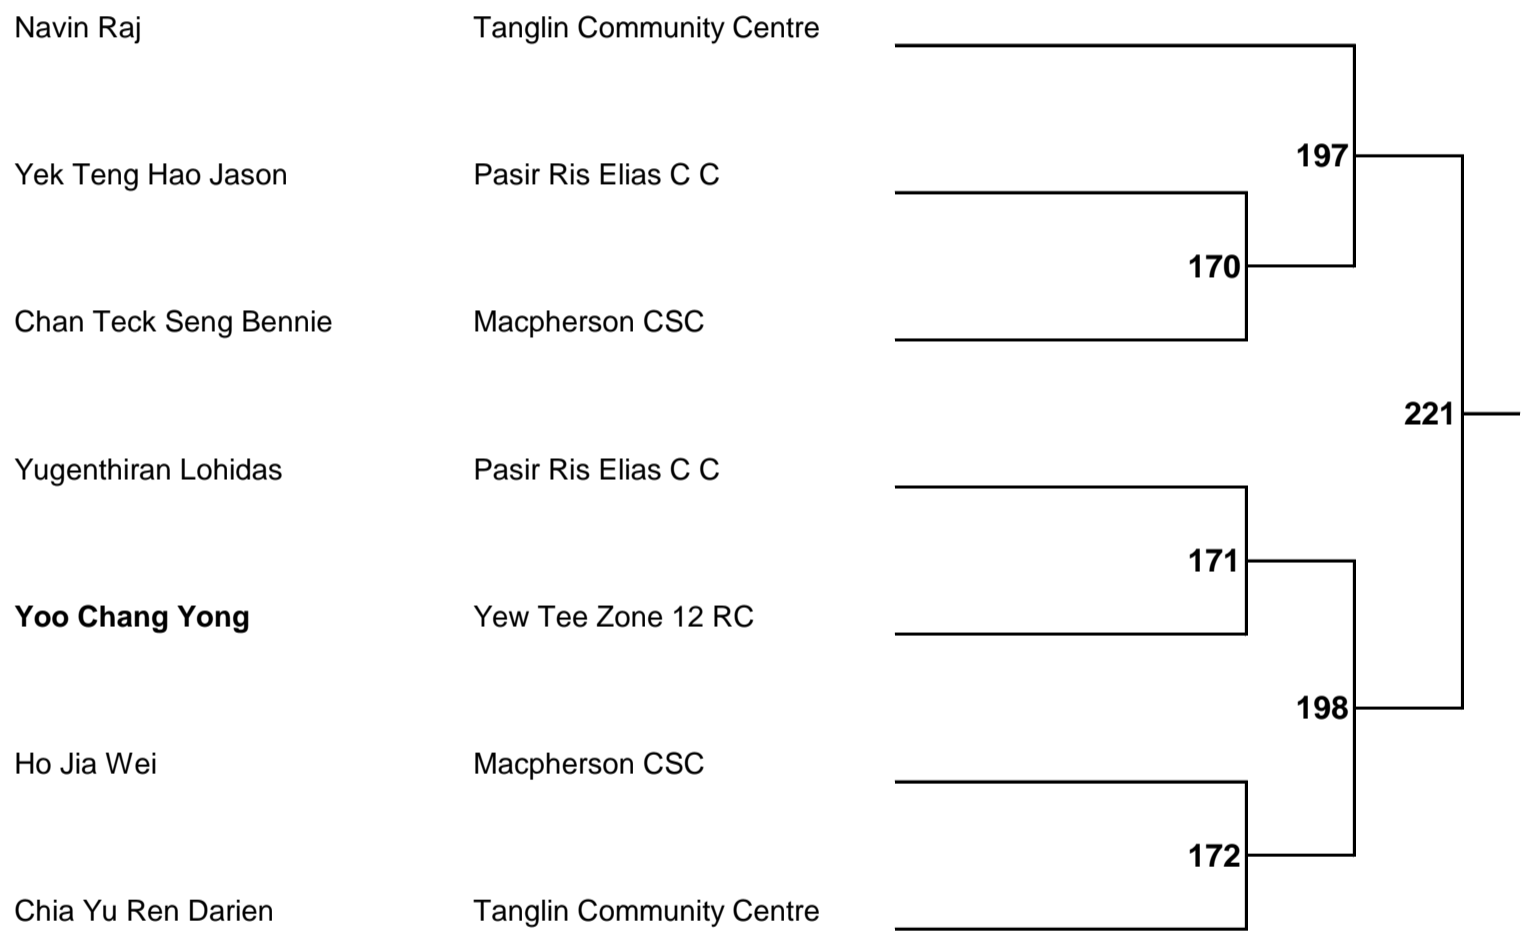 Navin Raj Tanglin Community Centre
197
Yek Teng Hao Jason Pasir Ris Elias C C
170
Chan Teck Seng Bennie Macpherson CSC
221
Yugenthiran Lohidas Pasir Ris Elias C C
171
Yoo Chang Yong Yew Tee Zone 12 RC
198
Ho Jia Wei Macpherson CSC
172
Chia Yu Ren Darien Tanglin Community Centre